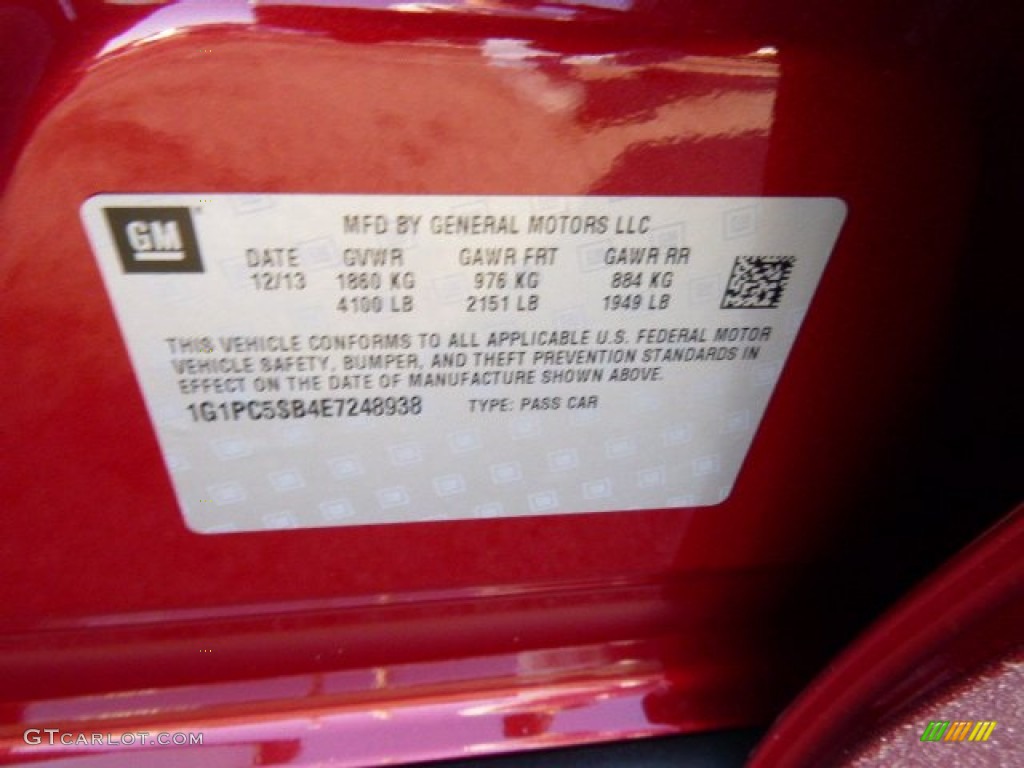 GM
MFD BY GENERAL MOTORS LLC
DATE GVWR GAWR FRT GAWR RR
12/13 1860 KG 976 KG 884 KG
4100 LB 2151 LB 1949 LB
THIS VEHICLE CONFORMS TO ALL APPLICABLE U.S. FEDERAL MOTOR
VEHICLE SAFETY, BUMPER, AND THEFT PREVENTION STANDARDS IN
EFFECT ON THE DATE OF MANUFACTURE SHOWN ABOVE.
1G1PC5SB4E7248938 TYPE: PASS CAR
GTCARLOT.COM